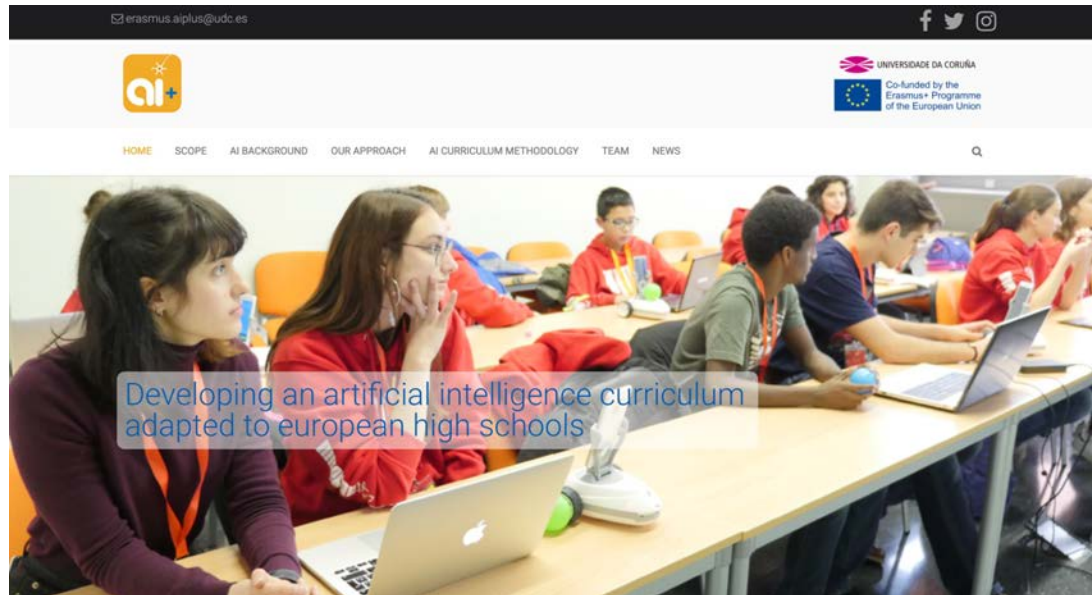 erasmus.aiplus@udc.es
ai+
UNIVERSIDADE DA CORUÑA
Co-funded by the
Erasmus+ Programme
of the European Union
HOME SCOPE AI BACKGROUND OUR APPROACH AI CURRICULUM METHODOLOGY TEAM NEWS
Developing an artificial intelligence curriculum
adapted to european high schools